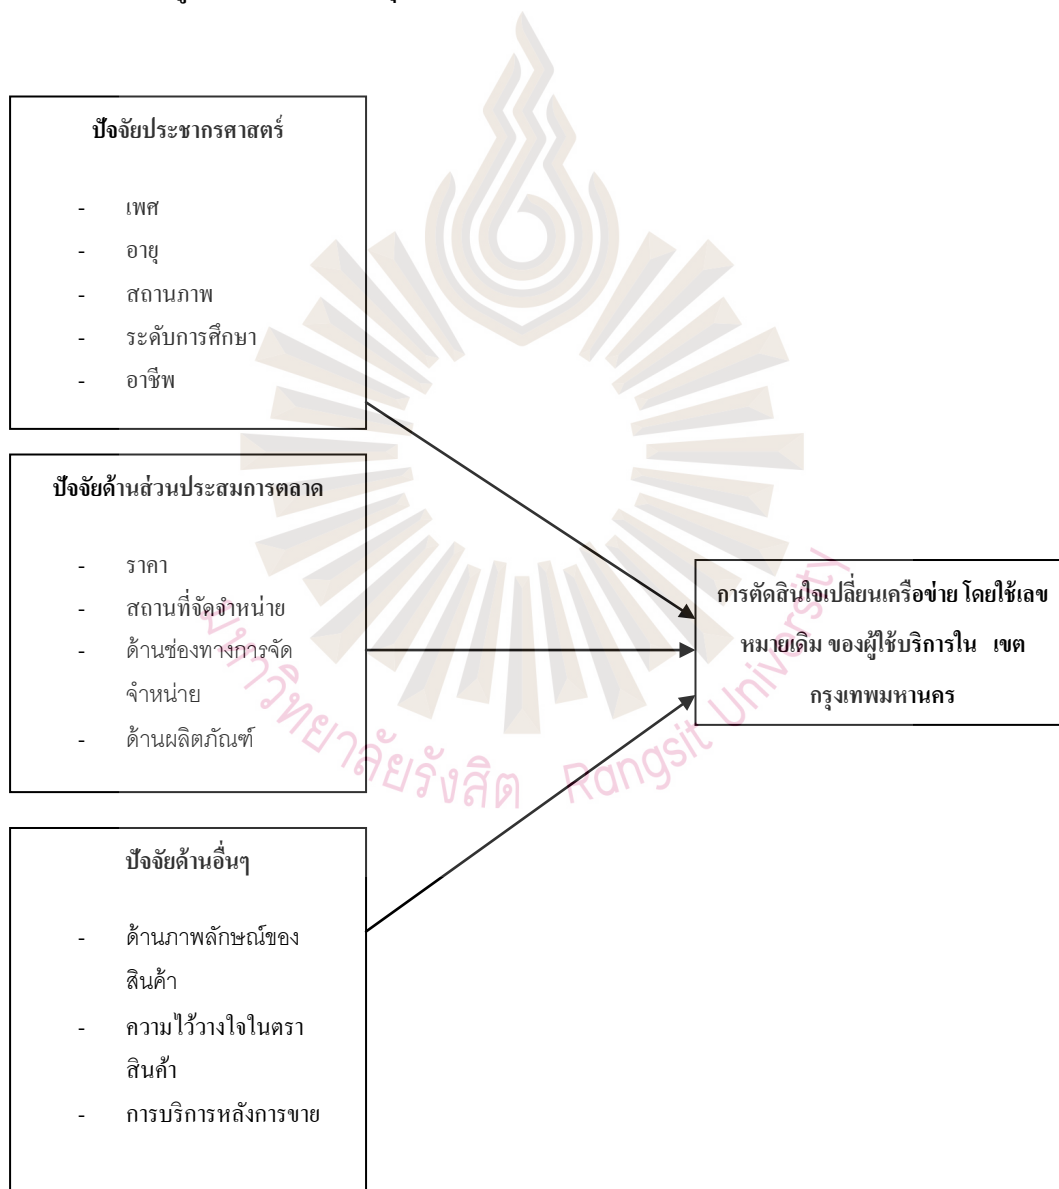 ปัจจัยประชากรศาสตร์
- เพศ
- อายุ
- สถานภาพ
- ระดับการศึกษา
- อาชีพ
ปัจจัยด้านส่วนประสมการตลาด
- ราคา
- สถานที่จัดจำหน่าย
- ด้านช่องทางการจัด
จำหน่าย
- ด้านผลิตภัณฑ์
ปัจจัยด้านอื่นๆ
- ด้านภาพลักษณ์ของ
สินค้า
- ความไว้วางใจในตรา
สินค้า
- การบริการหลังการขาย
การตัดสินใจเปลี่ยนเครือข่าย โดยใช้เลข
หมายเดิม ของผู้ใช้บริการใน เขต
กรุงเทพมหานคร
มหาวิทยาลัยรังสิต Rangsit University